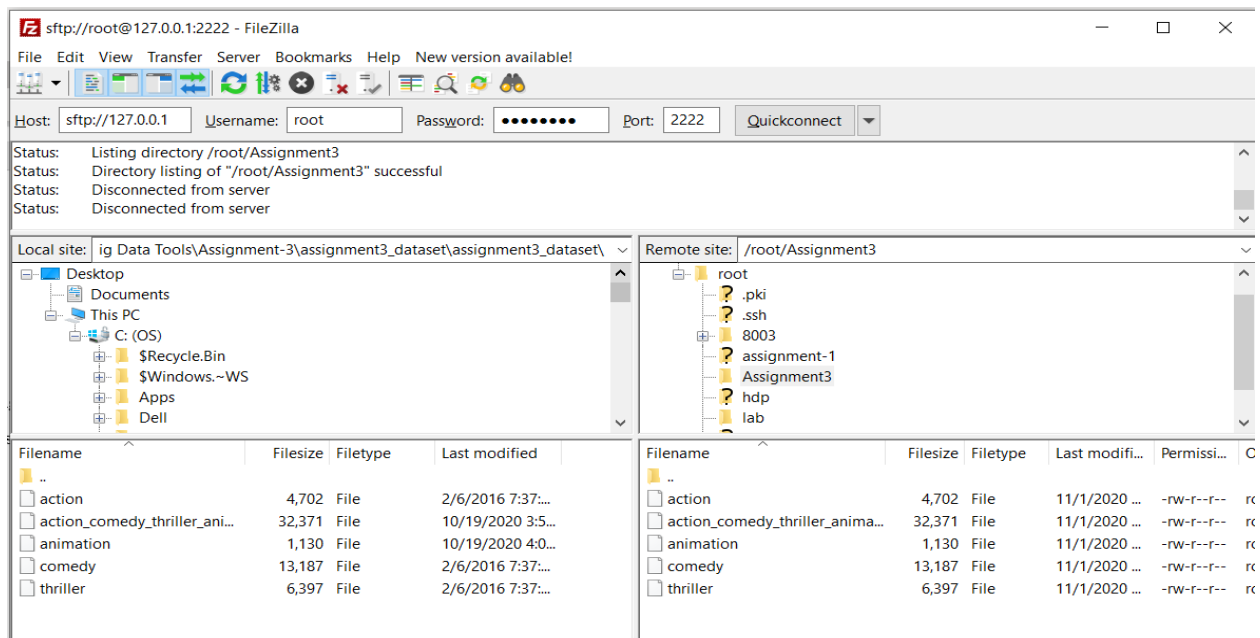 sftp://root@127.0.0.1:2222 - FileZilla
File Edit View Transfer Server Bookmarks Help New version available!
Host: sftp://127.0.0.1 Username: root Password: ●●●●●●●● Port: 2222 Quickconnect
Status: Listing directory /root/Assignment3
Status: Directory listing of "/root/Assignment3" successful
Status: Disconnected from server
Status: Disconnected from server
Local site: ig Data Tools\Assignment-3\assignment3_dataset\assignment3_dataset\
Desktop
Documents
This PC
C: (OS)
$Recycle.Bin
$Windows.~WS
Apps
Dell
Filename Filesize Filetype Last modified
..
action 4,702 File 2/6/2016 7:37:...
action_comedy_thriller_ani... 32,371 File 10/19/2020 3:5...
animation 1,130 File 10/19/2020 4:0...
comedy 13,187 File 2/6/2016 7:37:...
thriller 6,397 File 2/6/2016 7:37:...
Remote site: /root/Assignment3
root
.pki
.ssh
8003
assignment-1
Assignment3
hdp
lab
Filename Filesize Filetype Last modifi... Permissi... O
..
action 4,702 File 11/1/2020 ... -rw-r--r-- ro
action_comedy_thriller_anima... 32,371 File 11/1/2020 ... -rw-r--r-- ro
animation 1,130 File 11/1/2020 ... -rw-r--r-- ro
comedy 13,187 File 11/1/2020 ... -rw-r--r-- ro
thriller 6,397 File 11/1/2020 ... -rw-r--r-- ro